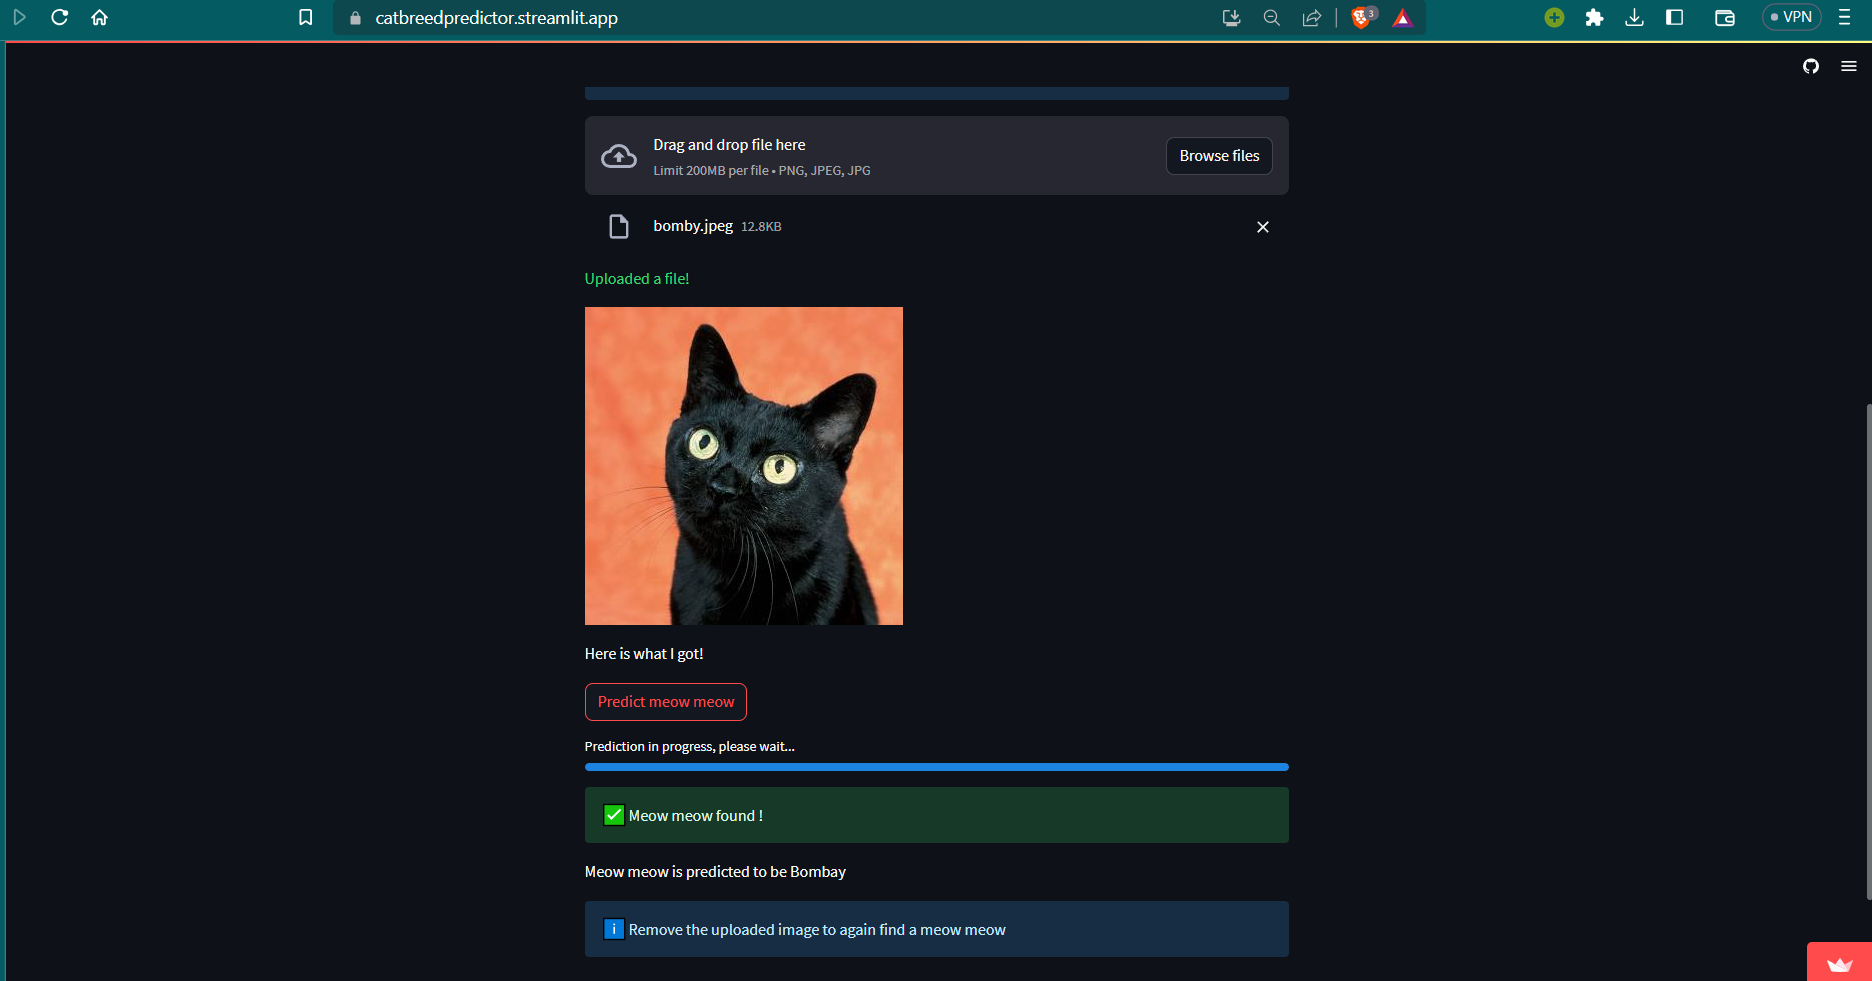 catbreedpredictor.streamlit.app
3
VPN
Drag and drop file here
Limit 200MB per file • PNG, JPEG, JPG
Browse files
bomby.jpeg 12.8KB
Uploaded a file!
Here is what I got!
Predict meow meow
Prediction in progress, please wait...
Meow meow found !
Meow meow is predicted to be Bombay
i Remove the uploaded image to again find a meow meow